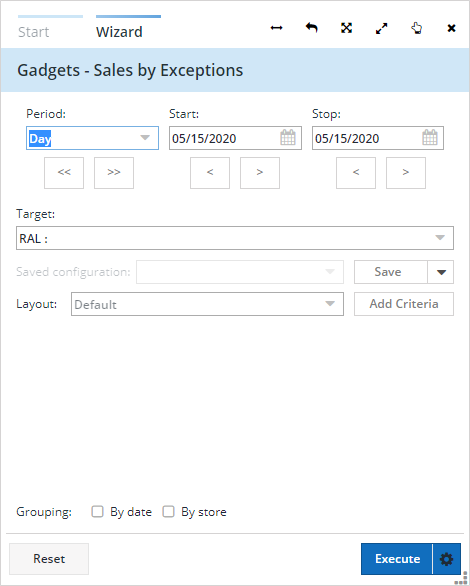 Start Wizard
Gadgets - Sales by Exceptions
Period: Start: Stop:
Day 05/15/2020 05/15/2020
<< >> < > < >
Target:
RAL :
Saved configuration: Save
Layout: Default Add Criteria
Grouping: By date By store
Reset Execute